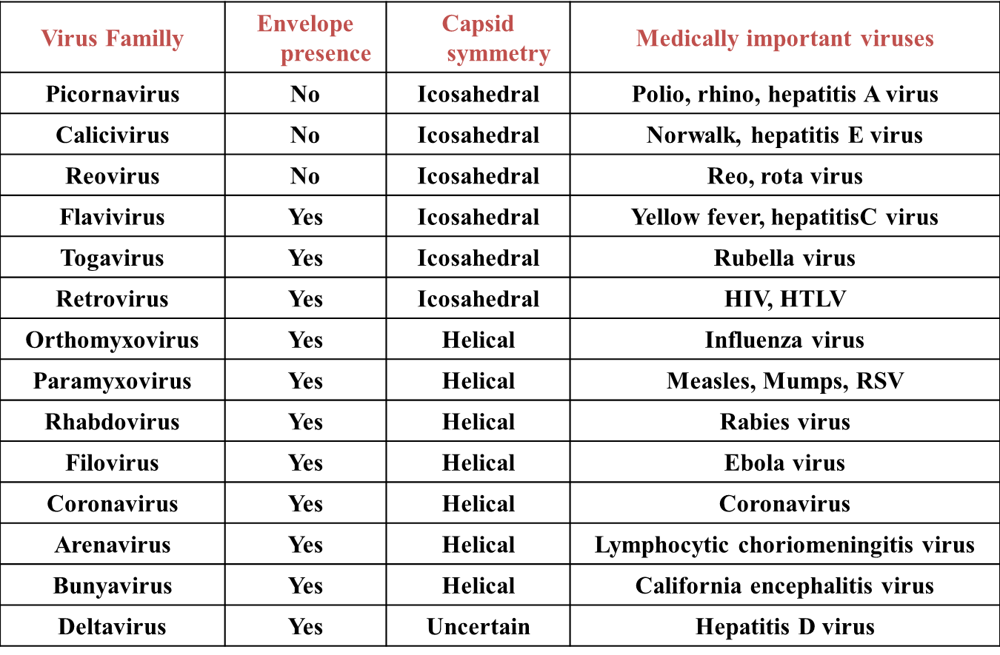 Virus Familly Envelope presence Capsid symmetry Medically important viruses
Picornavirus No Icosahedral Polio, rhino, hepatitis A virus
Calicivirus No Icosahedral Norwalk, hepatitis E virus
Reovirus No Icosahedral Reo, rota virus
Flavivirus Yes Icosahedral Yellow fever, hepatitisC virus
Togavirus Yes Icosahedral Rubella virus
Retrovirus Yes Icosahedral HIV, HTLV
Orthomyxovirus Yes Helical Influenza virus
Paramyxovirus Yes Helical Measles, Mumps, RSV
Rhabdovirus Yes Helical Rabies virus
Filovirus Yes Helical Ebola virus
Coronavirus Yes Helical Coronavirus
Arenavirus Yes Helical Lymphocytic choriomeningitis virus
Bunyavirus Yes Helical California encephalitis virus
Deltavirus Yes Uncertain Hepatitis D virus